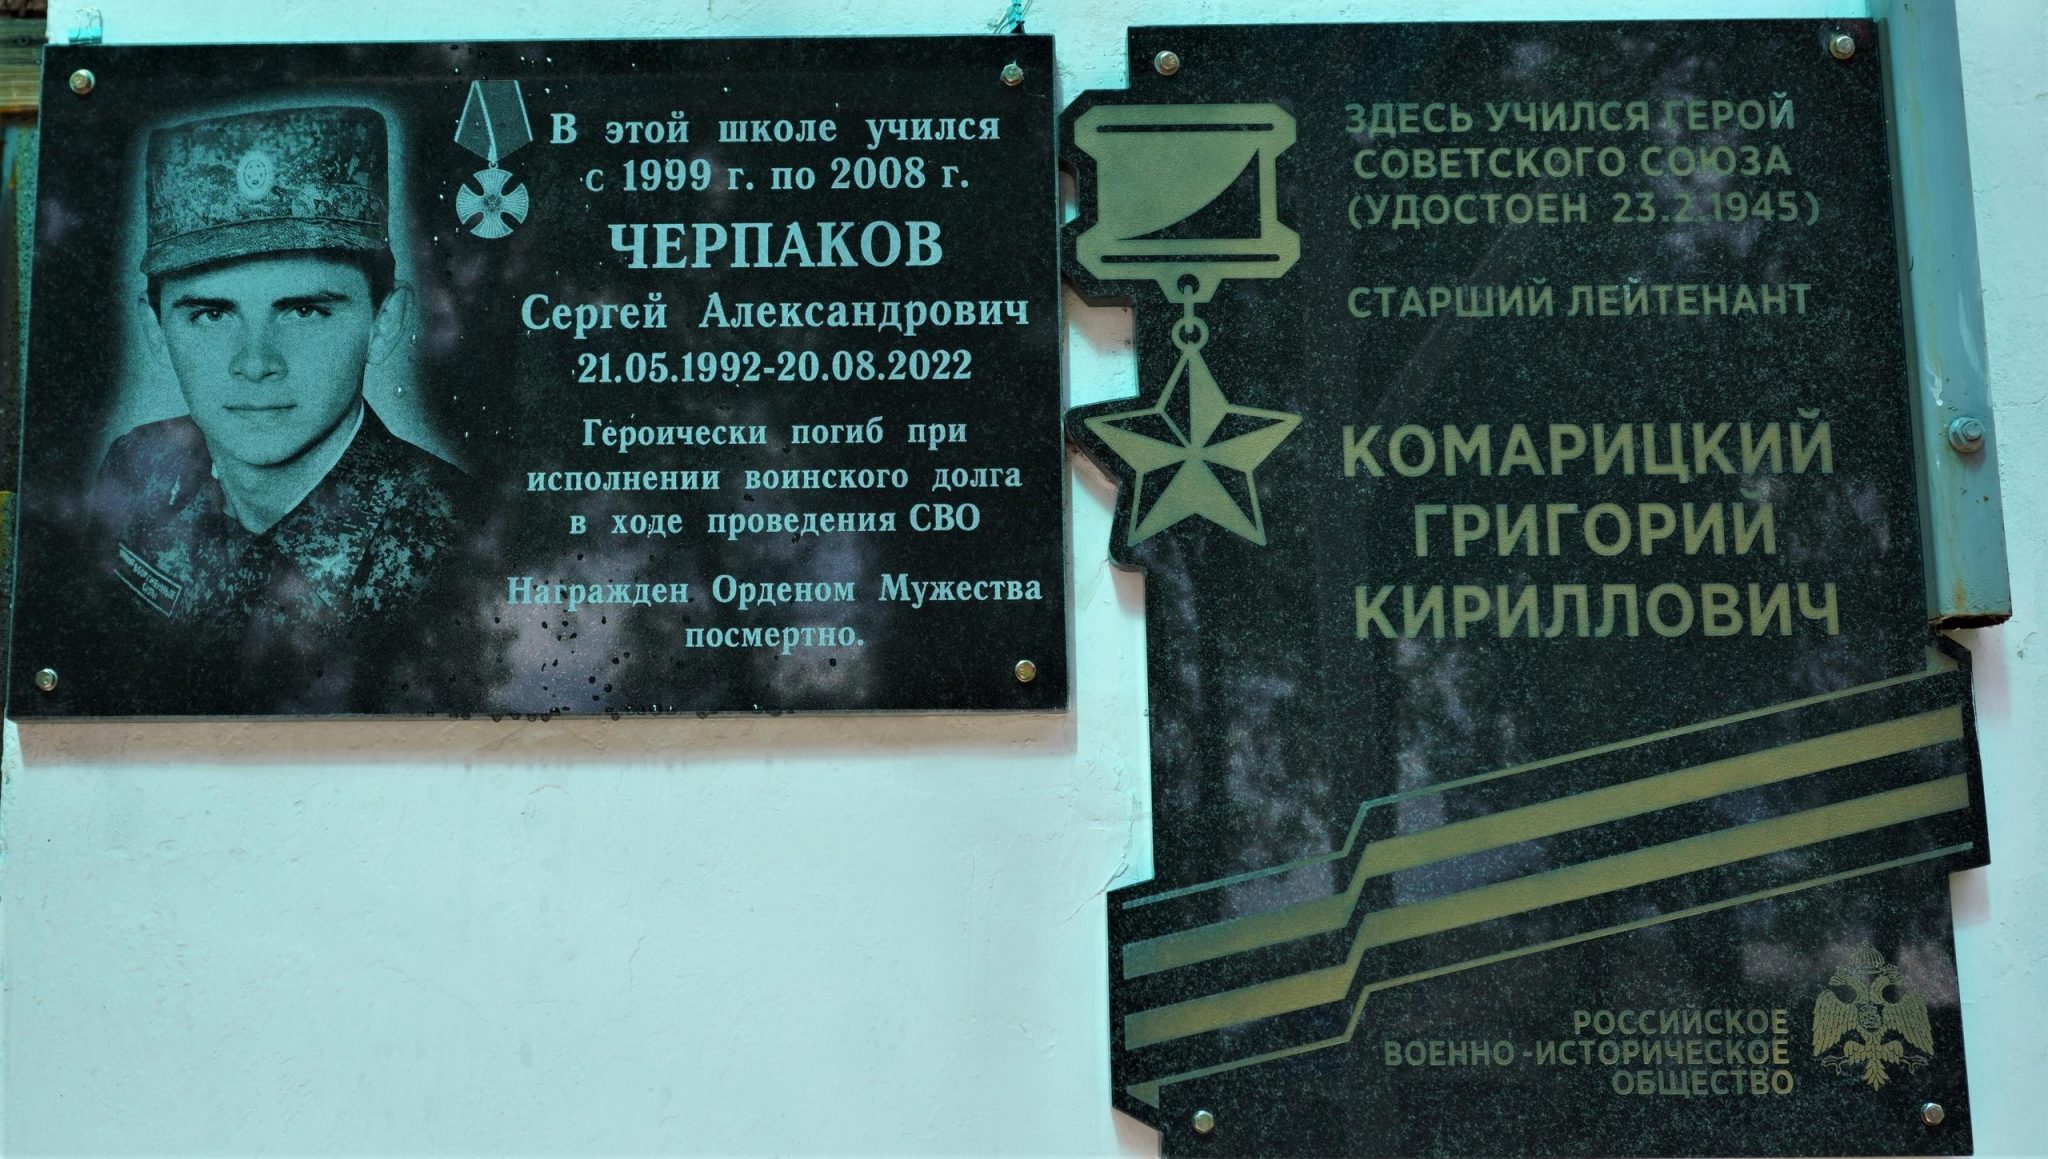 В этой школе учился
с 1999 г. по 2008 г.
ЧЕРПАКОВ
Сергей Александрович
21.05.1992-20.08.2022
Героически погиб при
исполнении воинского долга
в ходе проведения СВО
Награжден Орденом Мужества
посмертно.
ЗДЕСЬ УЧИЛСЯ ГЕРОЙ
СОВЕТСКОГО СОЮЗА
(УДОСТОЕН 23.2.1945)
СТАРШИЙ ЛЕЙТЕНАНТ
КОМАРИЦКИЙ
ГРИГОРИЙ
КИРИЛЛОВИЧ
РОССИЙСКОЕ
ВОЕННО-ИСТОРИЧЕСКОЕ
ОБЩЕСТВО